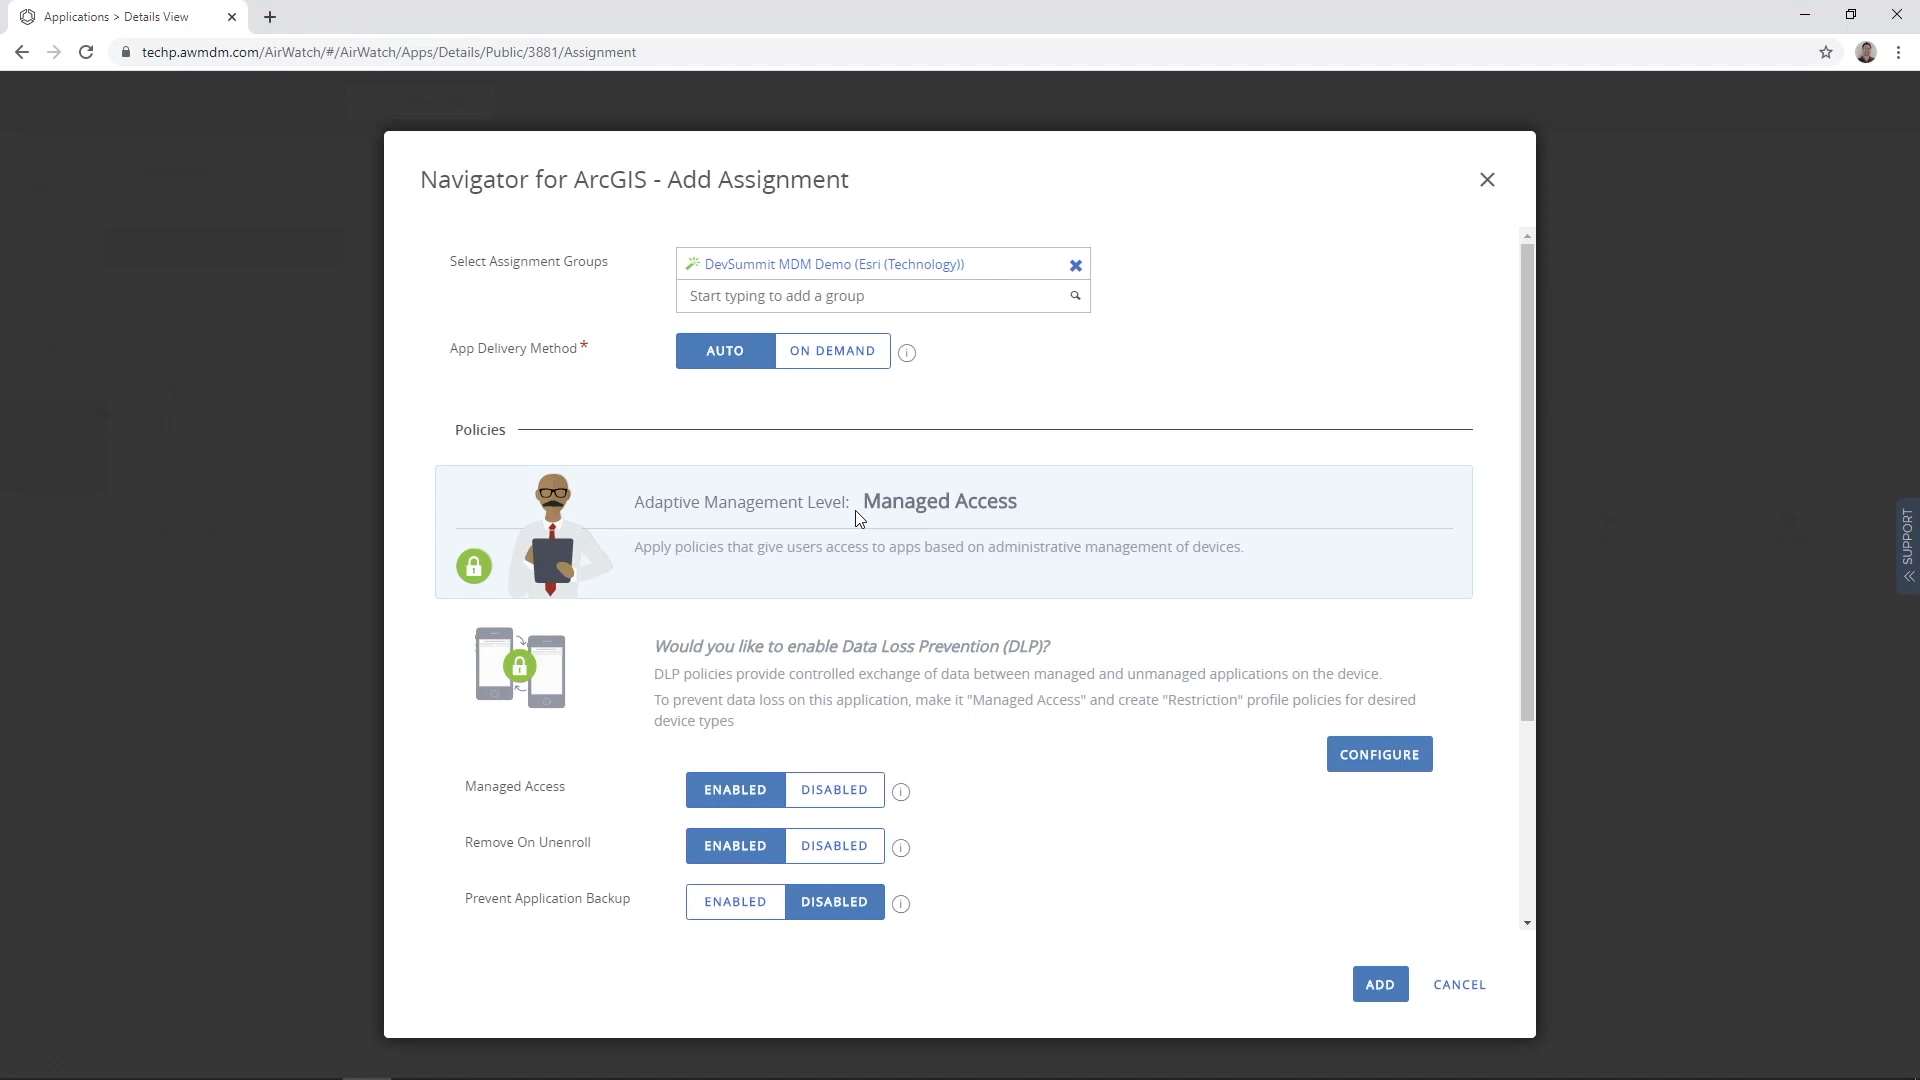 Applications > Details View
techp.awmdm.com/AirWatch/#/AirWatch/Apps/Details/Public/3881/Assignment
Navigator for ArcGIS - Add Assignment
Select Assignment Groups
DevSummit MDM Demo (Esri (Technology))
Start typing to add a group
App Delivery Method *
AUTO
ON DEMAND
Policies
Adaptive Management Level: Managed Access
Apply policies that give users access to apps based on administrative management of devices.
Would you like to enable Data Loss Prevention (DLP)?
DLP policies provide controlled exchange of data between managed and unmanaged applications on the device.
To prevent data loss on this application, make it "Managed Access" and create "Restriction" profile policies for desired
device types
CONFIGURE
Managed Access
ENABLED
DISABLED
Remove On Unenroll
ENABLED
DISABLED
Prevent Application Backup
ENABLED
DISABLED
ADD
CANCEL
SUPPORT